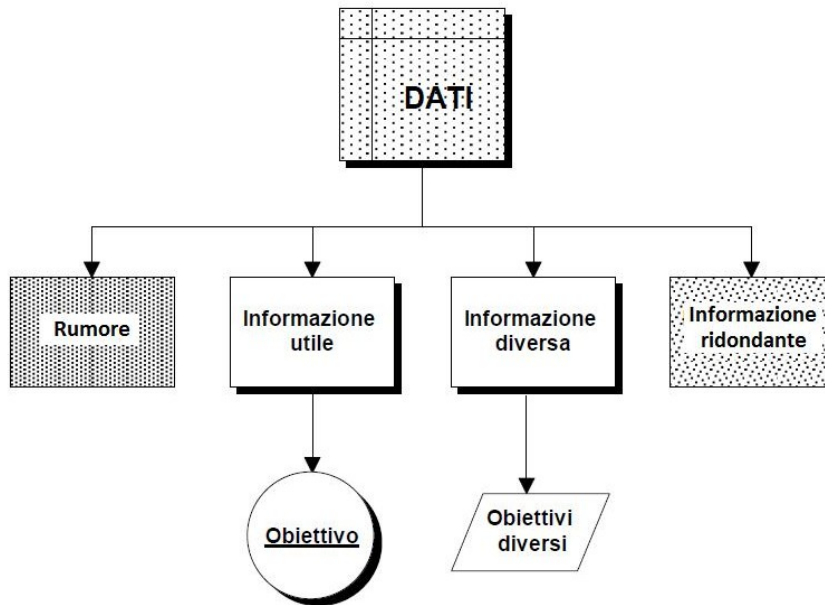 DATI
Rumore
Informazione
utile
Informazione
diversa
Informazione
ridondante
Obiettivo
Obiettivi
diversi